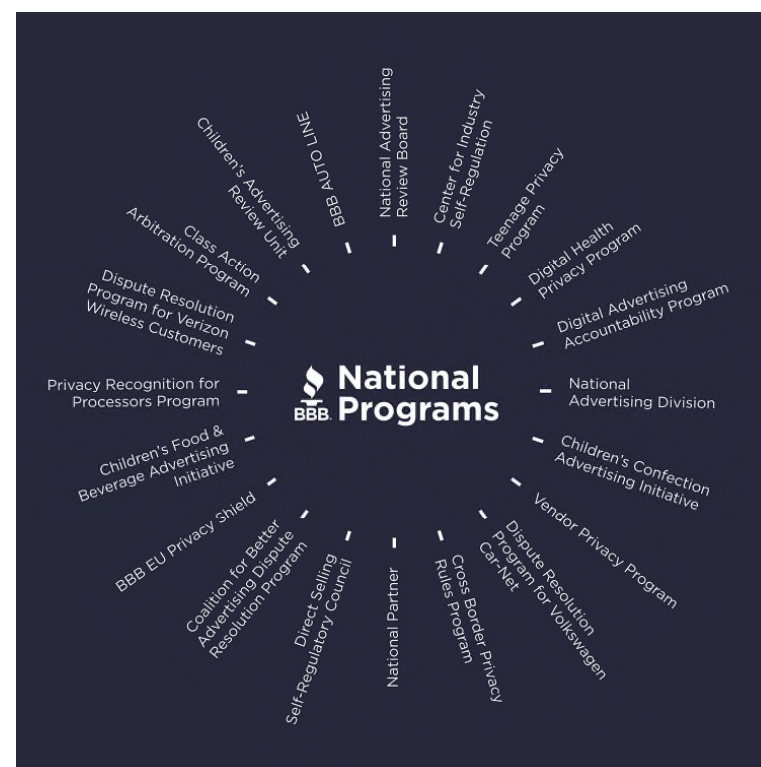 National Advertising
Review Board
Center for Industry
Self-Regulation
Teenage Privacy
Program
Digital Health
Privacy Program
Digital Advertising
Accountability Program
National
Advertising Division
Children's Confection
Advertising Initiative
Vendor Privacy Program
Dispute Resolution
Program for Volkswagen
Car-Net
Cross Border Privacy
Rules Program
National Partner
Direct Selling
Self-Regulatory Council
Coalition for Better
Advertising Dispute
Resolution Program
BBB EU Privacy Shield
Children's Food &
Beverage Advertising
Initiative
Privacy Recognition for
Processors Program
Dispute Resolution
Program for Verizon
Wireless Customers
Class Action
Arbitration Program
Children's Advertising
Review Unit
BBB AUTO LINE
BBB.
National
Programs